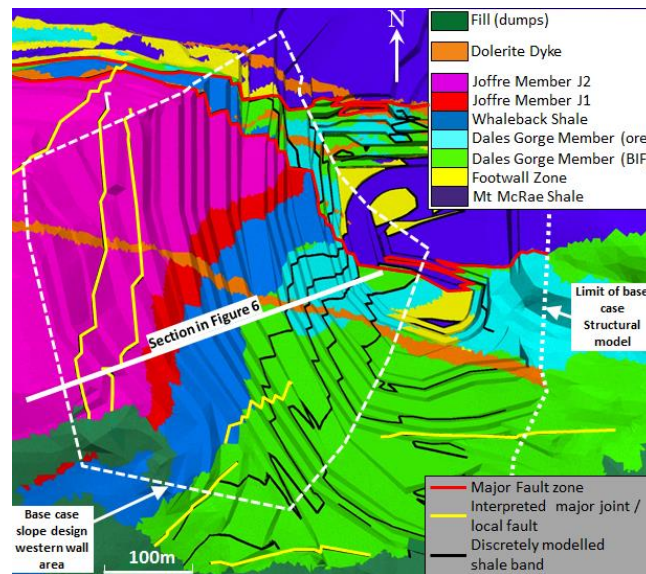 N
Fill (dumps)
Dolerite Dyke
Joffre Member J2
Joffre Member J1
Whaleback Shale
Dales Gorge Member (ore
Dales Gorge Member (BIF
Footwall Zone
Mt McRae Shale
Limit of base
case
Structural
model
Section in Figure 6
Base case
slope design
western wall
area
100m
Major Fault zone
Interpreted major joint /
local fault
Discretely modelled
shale band